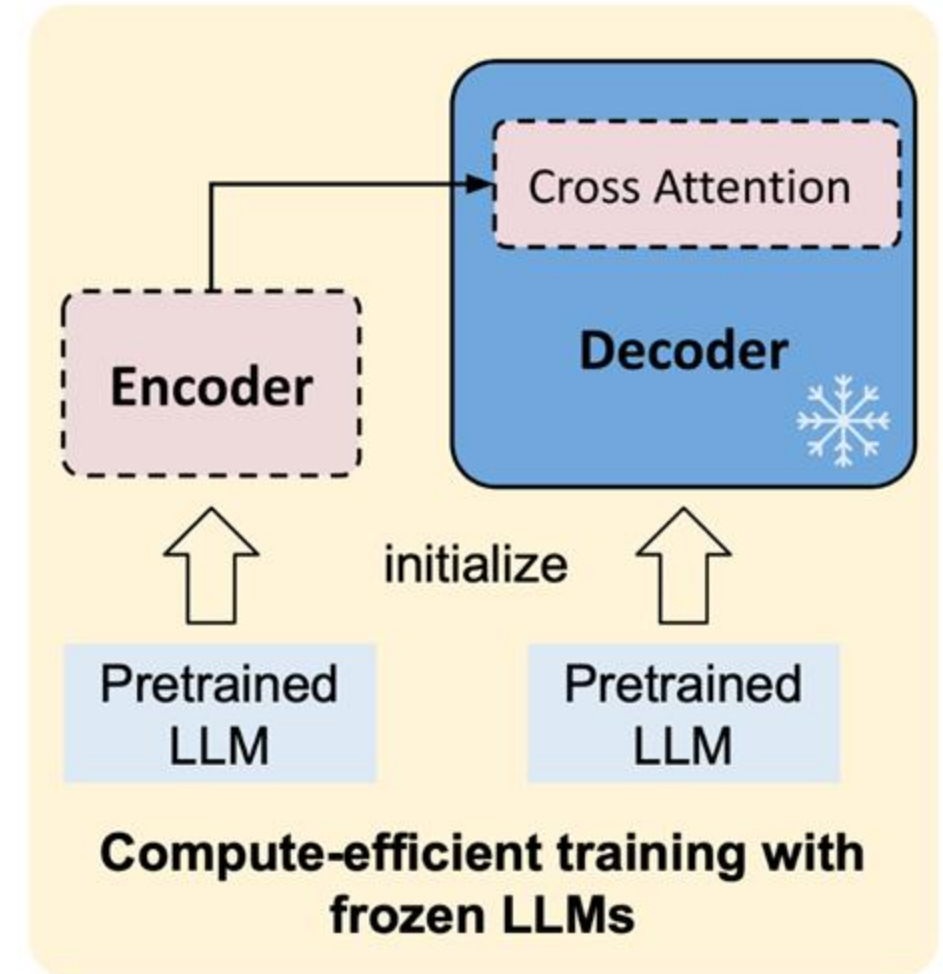 Cross Attention
Decoder
Encoder
initialize
Pretrained
LLM
Pretrained
LLM
Compute-efficient training with
frozen LLMs